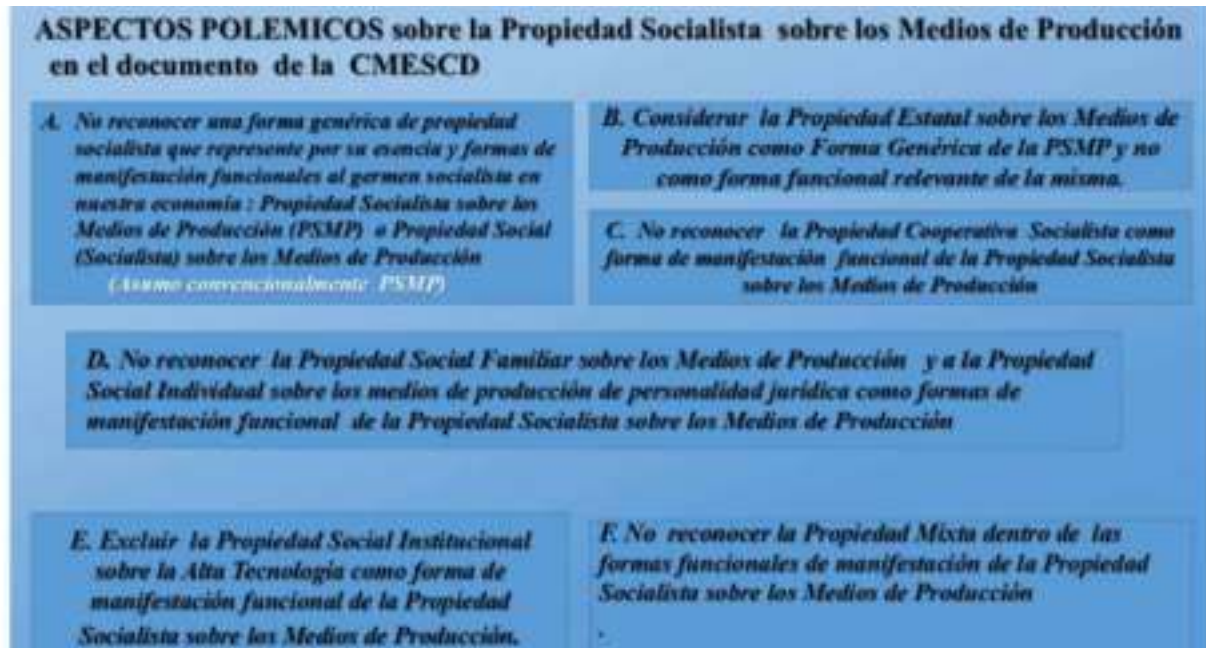 ASPECTOS POLEMICOS sobre la Propiedad Socialista sobre los Medios de Producción
en el documento de la CMESCD
A. No reconocer una forma genérica de propiedad
socialista que represente por su esencia y formas de
manifestación funcionales al germen socialista en
nuestra economía : Propiedad Socialista sobre los
Medios de Producción (PSMP) o Propiedad Social
(Socialista) sobre los Medios de Producción
(Asumo convencionalmente PSMP)
B. Considerar la Propiedad Estatal sobre los Medios de
Producción como Forma Genérica de la PSMP y no
como forma funcional relevante de la misma.
C. No reconocer la Propiedad Cooperativa Socialista como
forma de manifestación funcional de la Propiedad Socialista
sobre los Medios de Producción
D. No reconocer la Propiedad Social Familiar sobre los Medios de Producción y a la Propiedad
Social Individual sobre los medios de producción de personalidad jurídica como formas de
manifestación funcional de la Propiedad Socialista sobre los Medios de Producción
E. Excluir la Propiedad Social Institucional
sobre la Alta Tecnología como forma de
manifestación funcional de la Propiedad
Socialista sobre los Medios de Producción.
F. No reconocer la Propiedad Mixta dentro de las
formas funcionales de manifestación de la Propiedad
Socialista sobre los Medios de Producción
.